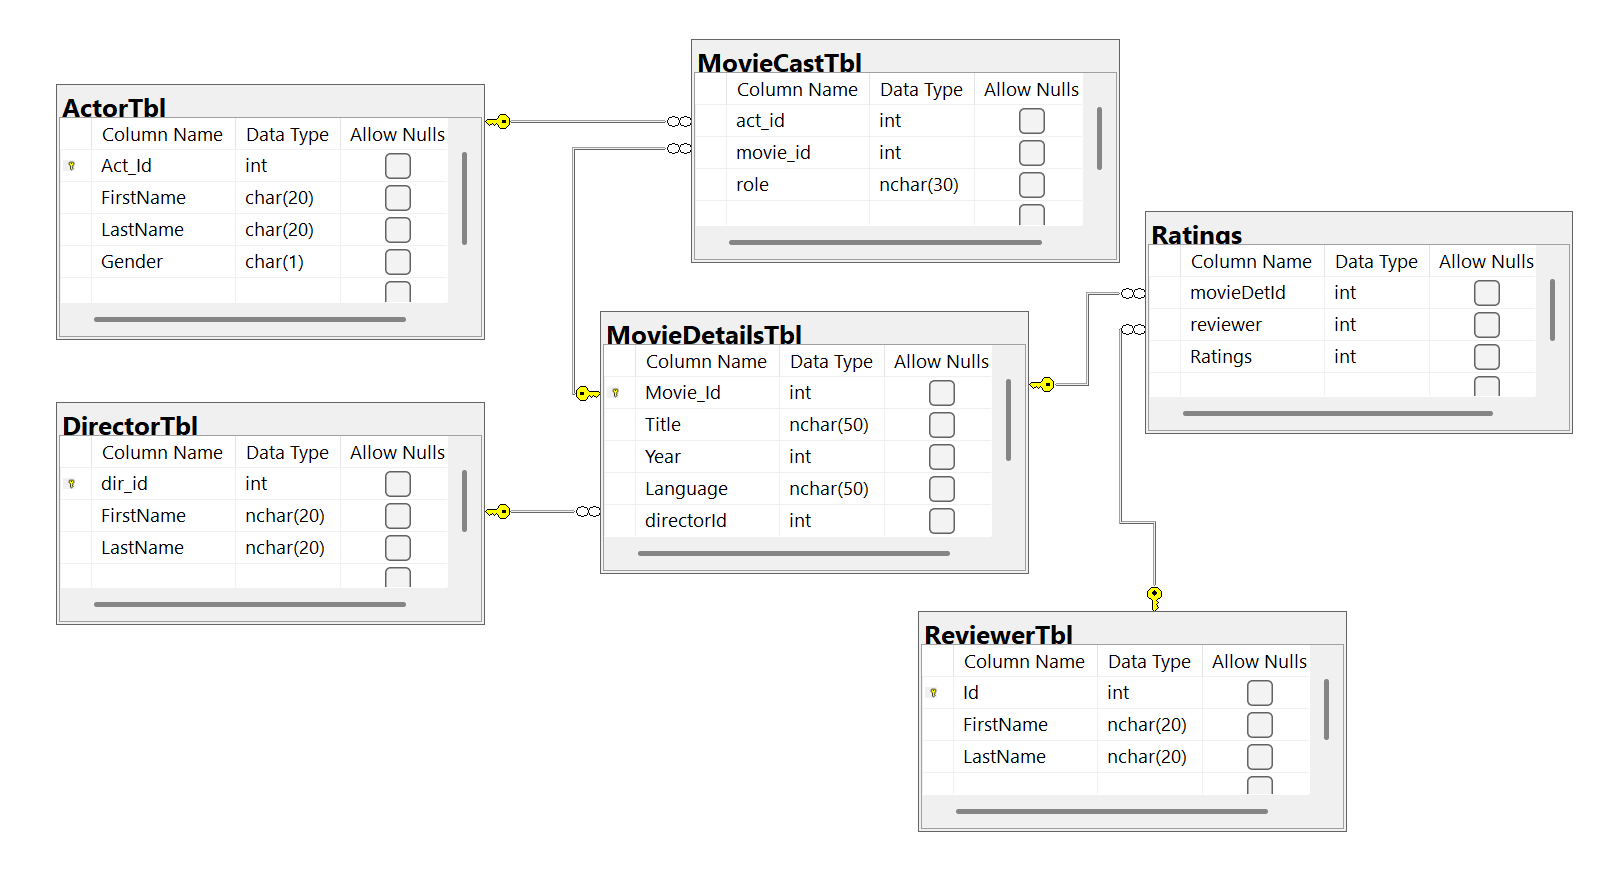 ActorTbl
Column Name Data Type Allow Nulls
Act_Id int
FirstName char(20)
LastName char(20)
Gender char(1)
MovieCastTbl
Column Name Data Type Allow Nulls
act_id int
movie_id int
role nchar(30)
Ratings
Column Name Data Type Allow Nulls
movieDetId int
reviewer int
Ratings int
MovieDetailsTbl
Column Name Data Type Allow Nulls
Movie_Id int
Title nchar(50)
Year int
Language nchar(50)
directorId int
DirectorTbl
Column Name Data Type Allow Nulls
dir_id int
FirstName nchar(20)
LastName nchar(20)
ReviewerTbl
Column Name Data Type Allow Nulls
Id int
FirstName nchar(20)
LastName nchar(20)